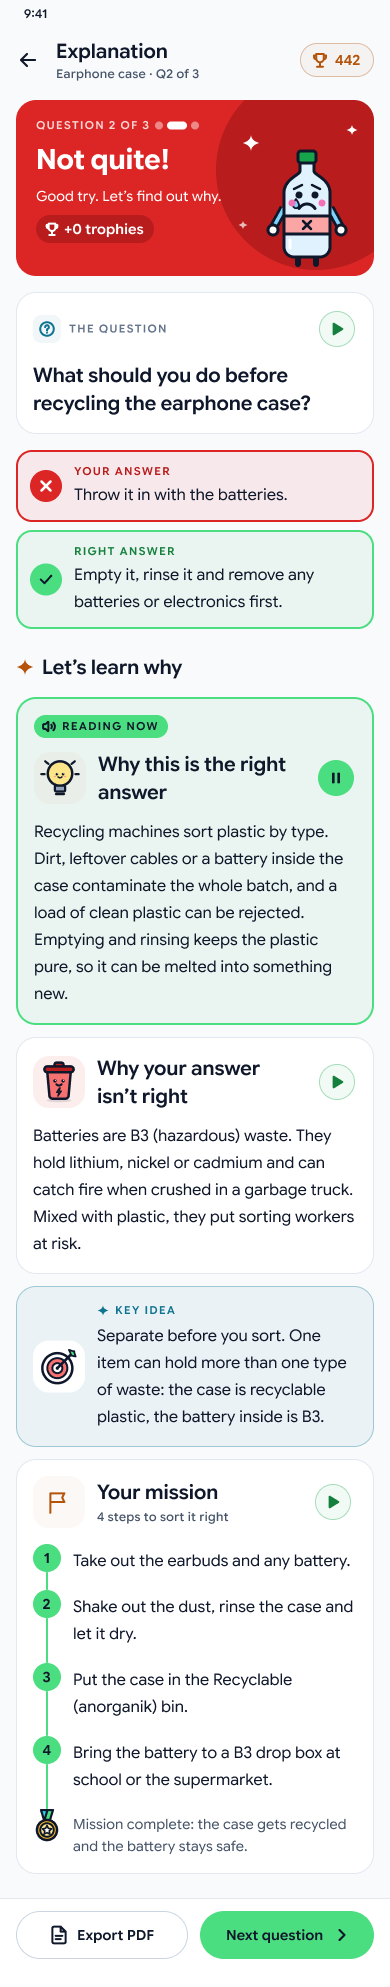 9:41
Explanation
Earphone case · Q2 of 3
442
QUESTION 2 OF 3
Not quite!
Good try. Let’s find out why.
+0 trophies
THE QUESTION
What should you do before
recycling the earphone case?
YOUR ANSWER
Throw it in with the batteries.
RIGHT ANSWER
Empty it, rinse it and remove any
batteries or electronics first.
Let’s learn why
READING NOW
Why this is the right
answer
Recycling machines sort plastic by type.
Dirt, leftover cables or a battery inside the
case contaminate the whole batch, and a
load of clean plastic can be rejected.
Emptying and rinsing keeps the plastic
pure, so it can be melted into something
new.
Why your answer
isn’t right
Batteries are B3 (hazardous) waste. They
hold lithium, nickel or cadmium and can
catch fire when crushed in a garbage truck.
Mixed with plastic, they put sorting workers
at risk.
KEY IDEA
Separate before you sort. One
item can hold more than one type
of waste: the case is recyclable
plastic, the battery inside is B3.
Your mission
4 steps to sort it right
1 Take out the earbuds and any battery.
2 Shake out the dust, rinse the case and
let it dry.
3 Put the case in the Recyclable
(anorganik) bin.
4 Bring the battery to a B3 drop box at
school or the supermarket.
Mission complete: the case gets recycled
and the battery stays safe.
Export PDF
Next question